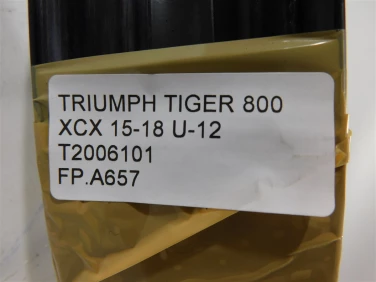 TRIUMPH TIGER 800
XCX 15-18 U-12
T2006101
FP.A657